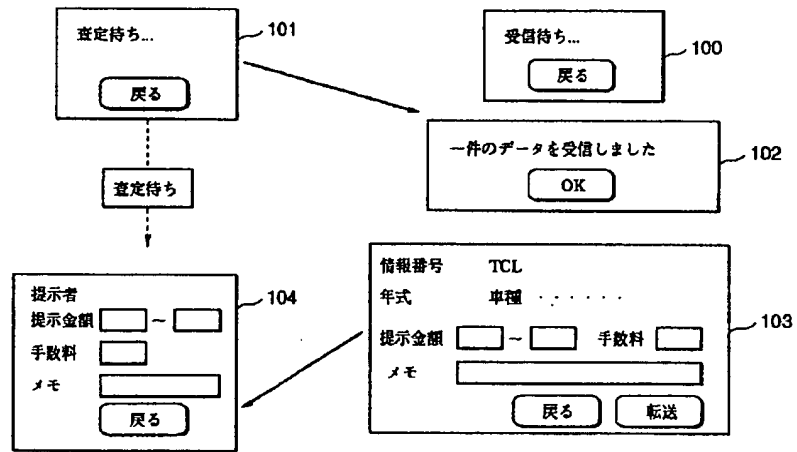 査定待ち...
戻る
101
受信待ち...
戻る
100
一件のデータを受信しました
OK
102
査定待ち
提示者
提示金額 ～
手数料
メモ
戻る
104
情報番号 TCL
年式 車種 ・・・・・・
提示金額 ～ 手数料
メモ
戻る 転送
103